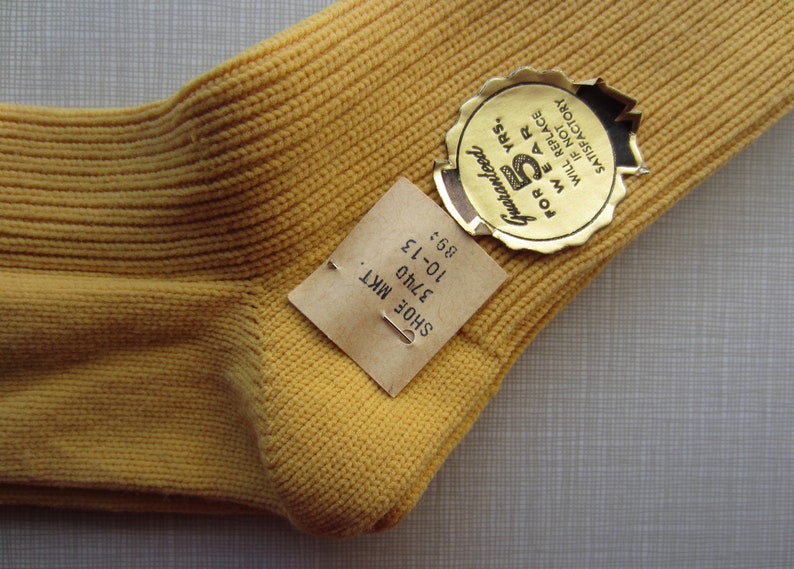 Guaranteed
FOR 5 YRS.
WEAR
WILL REPLACE
IF NOT
SATISFACTORY
SHOE MKT.
3740
10-13
89¢